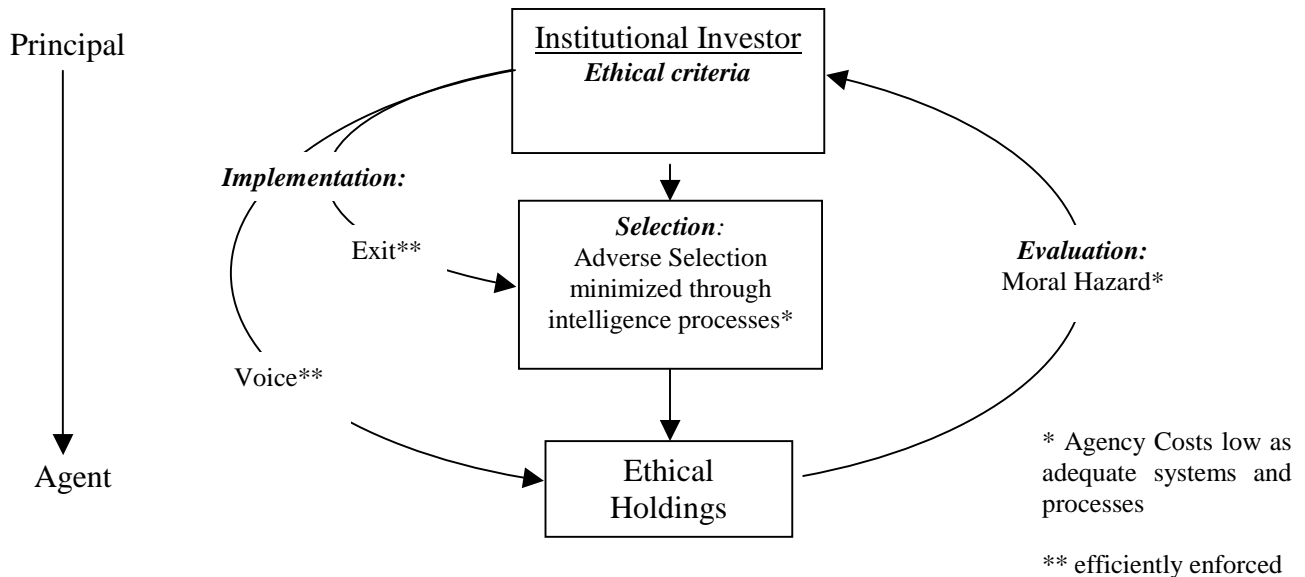 Principal
Institutional Investor
Ethical criteria
Implementation:
Exit**
Selection:
Adverse Selection
minimized through
intelligence processes*
Evaluation:
Moral Hazard*
Voice**
Agent
Ethical
Holdings
* Agency Costs low as
adequate systems and
processes
** efficiently enforced